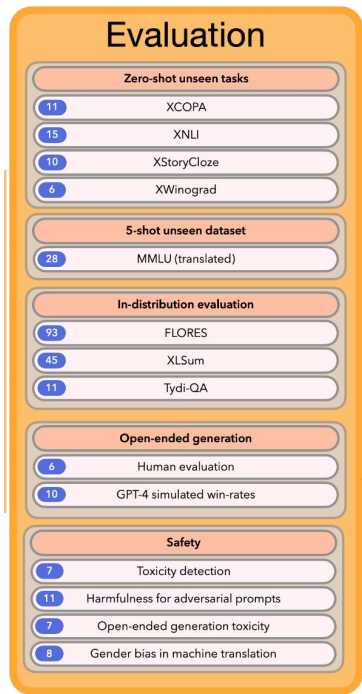 Evaluation
Zero-shot unseen tasks
11 XCOPA
15 XNLI
10 XStoryCloze
6 XWinograd
5-shot unseen dataset
28 MMLU (translated)
In-distribution evaluation
93 FLORES
45 XLSum
11 Tydi-QA
Open-ended generation
6 Human evaluation
10 GPT-4 simulated win-rates
Safety
7 Toxicity detection
11 Harmfulness for adversarial prompts
7 Open-ended generation toxicity
8 Gender bias in machine translation